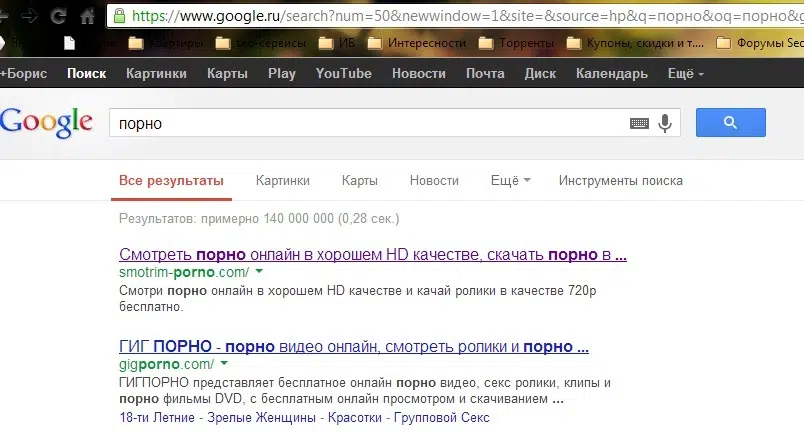 https://www.google.ru/search?num=50&newwindow=1&site=&source=hp&q=порно&oq=порно&g
квартиры seo-сервисы ИБ Интересности Торренты Купоны, скидки и т.... Форумы Seo
+Борис Поиск Картинки Карты Play YouTube Новости Почта Диск Календарь Ещё
Google порно
Все результаты Картинки Карты Новости Ещё Инструменты поиска
Результатов: примерно 140 000 000 (0,28 сек.)
Смотреть порно онлайн в хорошем HD качестве, скачать порно в ...
smotrim-porno.com/
Смотри порно онлайн в хорошем HD качестве и качай ролики в качестве 720p
бесплатно.
ГИГ ПОРНО - порно видео онлайн, смотреть ролики и порно ...
gigporno.com/
ГИГПОРНО представляет бесплатное онлайн порно видео, секс ролики, клипы и
порно фильмы DVD, с бесплатным онлайн просмотром и скачиванием ...
18-ти Летние - Зрелые Женщины - Красотки - Групповой Секс